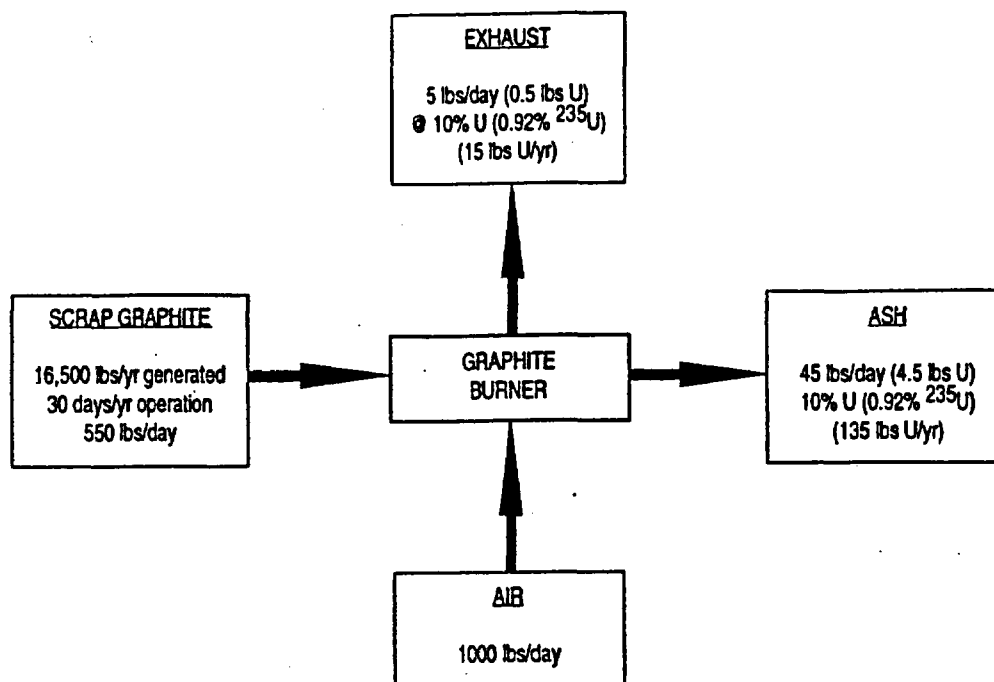 EXHAUST
5 lbs/day (0.5 lbs U)
@ 10% U (0.92% 235U)
(15 lbs U/yr)
SCRAP GRAPHITE
16,500 lbs/yr generated
30 days/yr operation
550 lbs/day
GRAPHITE
BURNER
ASH
45 lbs/day (4.5 lbs U)
10% U (0.92% 235U)
(135 lbs U/yr)
AIR
1000 lbs/day